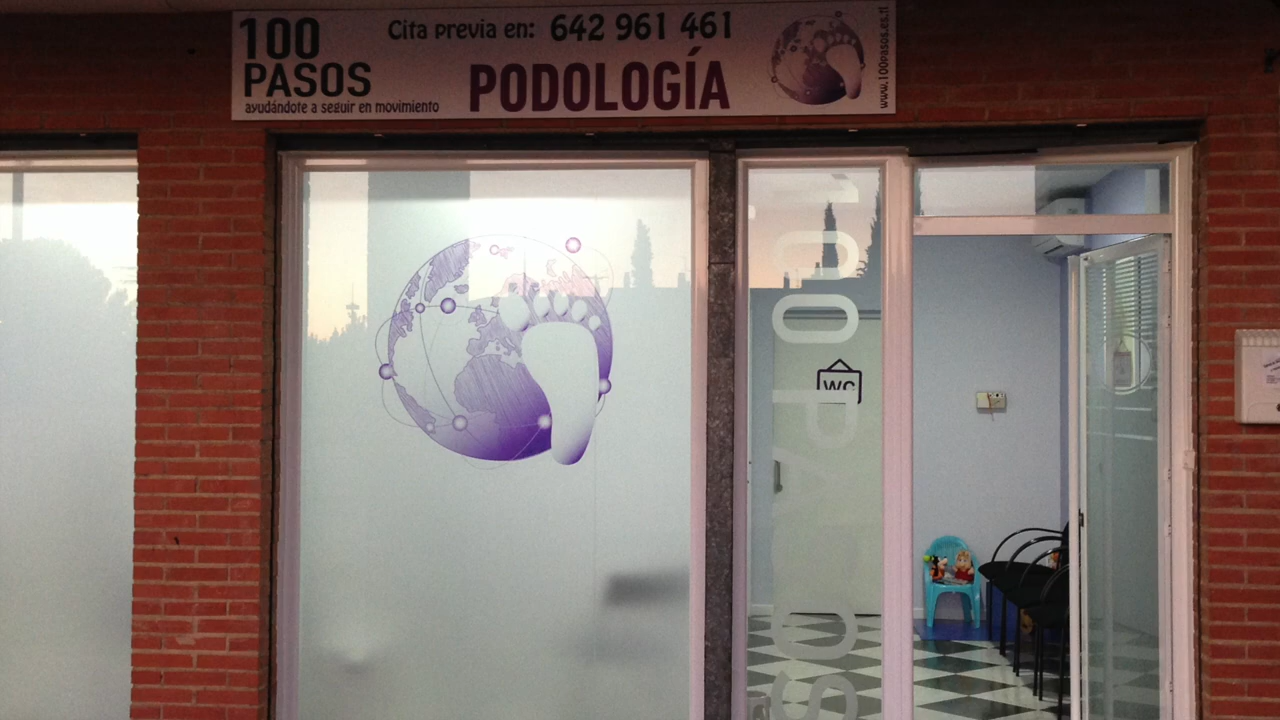 100
PASOS
ayudándote a seguir en movimiento
Cita previa en: 642 961 461
PODOLOGÍA
www.100pasos.es.tl
100 PASOS
WC